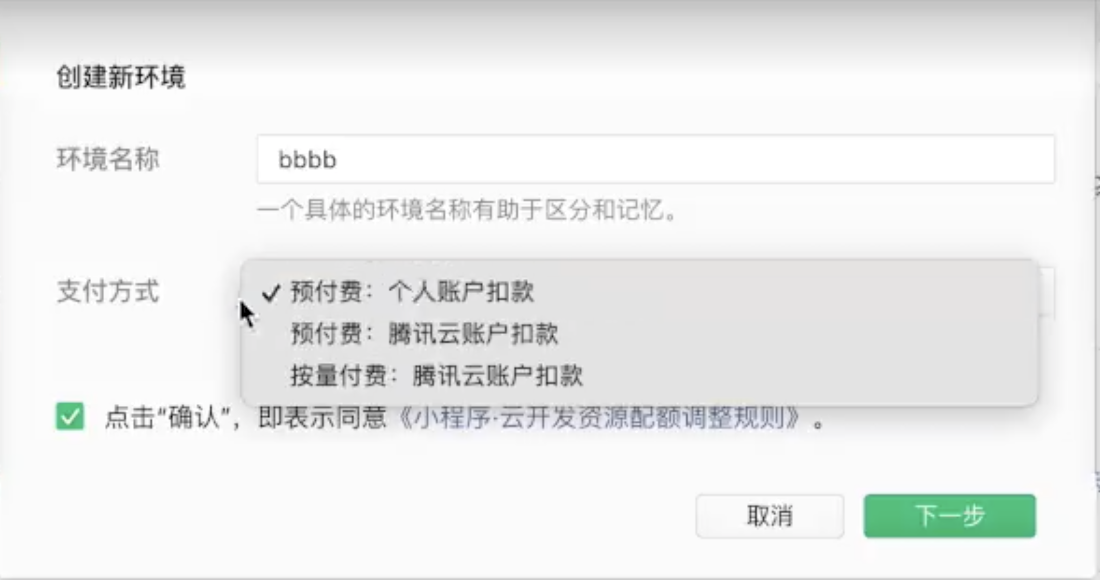 创建新环境
环境名称 bbbb
一个具体的环境名称有助于区分和记忆。
支付方式 ✓ 预付费：个人账户扣款
预付费：腾讯云账户扣款
按量付费：腾讯云账户扣款
点击“确认”，即表示同意《小程序·云开发资源配额调整规则》。
取消 下一步